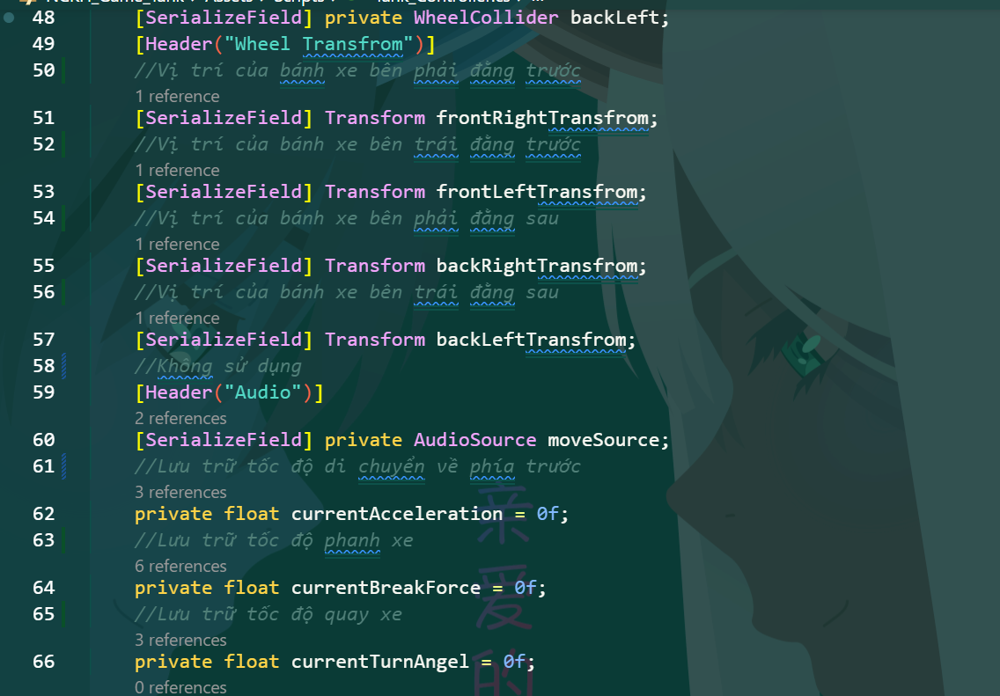 48 [SerializeField] private WheelCollider backLeft;
49 [Header("Wheel Transfrom")]
50 //Vị trí của bánh xe bên phải đằng trước
1 reference
51 [SerializeField] Transform frontRightTransfrom;
52 //Vị trí của bánh xe bên trái đằng trước
1 reference
53 [SerializeField] Transform frontLeftTransfrom;
54 //Vị trí của bánh xe bên phải đằng sau
1 reference
55 [SerializeField] Transform backRightTransfrom;
56 //Vị trí của bánh xe bên trái đằng sau
1 reference
57 [SerializeField] Transform backLeftTransfrom;
58 //Không sử dụng
59 [Header("Audio")]
2 references
60 [SerializeField] private AudioSource moveSource;
61 //Lưu trữ tốc độ di chuyển về phía trước
3 references
62 private float currentAcceleration = 0f;
63 //Lưu trữ tốc độ phanh xe
6 references
64 private float currentBreakForce = 0f;
65 //Lưu trữ tốc độ quay xe
3 references
66 private float currentTurnAngel = 0f;
0 references
亲爱的